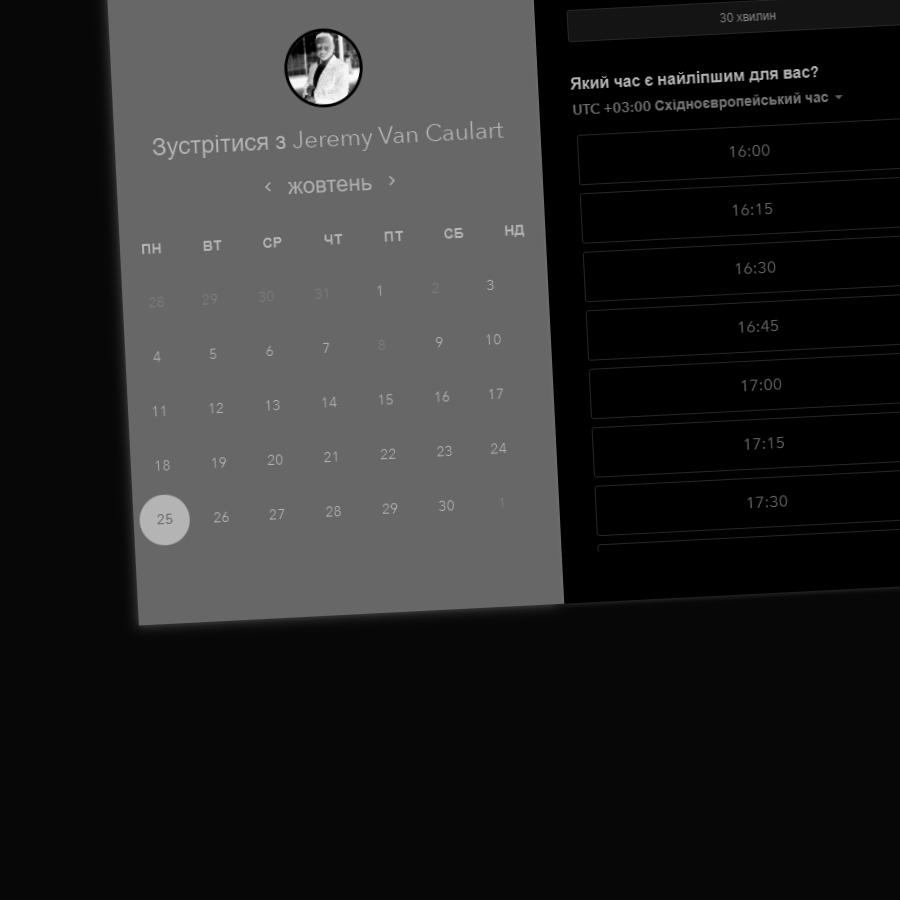 Зустрітися з Jeremy Van Caulart
жовтень
ПН ВТ СР ЧТ ПТ СБ НД
28 29 30 31 1 2 3
4 5 6 7 8 9 10
11 12 13 14 15 16 17
18 19 20 21 22 23 24
25 26 27 28 29 30 1
30 хвилин
Який час є найліпшим для вас?
UTC +03:00 Східноєвропейський час
16:00
16:15
16:30
16:45
17:00
17:15
17:30